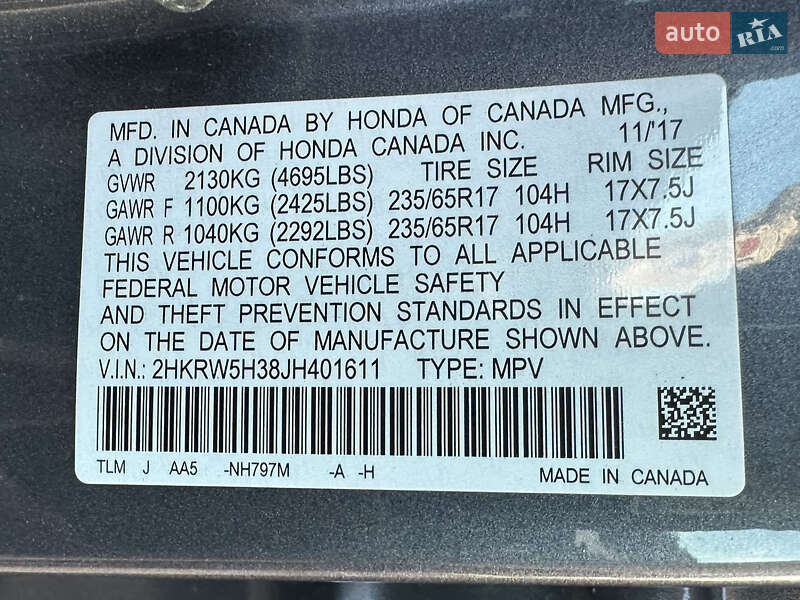 auto RIA.com
MFD. IN CANADA BY HONDA OF CANADA MFG.,
A DIVISION OF HONDA CANADA INC. 11/'17
GVWR 2130KG (4695LBS) TIRE SIZE RIM SIZE
GAWR F 1100KG (2425LBS) 235/65R17 104H 17X7.5J
GAWR R 1040KG (2292LBS) 235/65R17 104H 17X7.5J
THIS VEHICLE CONFORMS TO ALL APPLICABLE
FEDERAL MOTOR VEHICLE SAFETY
AND THEFT PREVENTION STANDARDS IN EFFECT
ON THE DATE OF MANUFACTURE SHOWN ABOVE.
V.I.N.: 2HKRW5H38JH401611 TYPE: MPV
TLM J AA5 -NH797M -A -H MADE IN CANADA